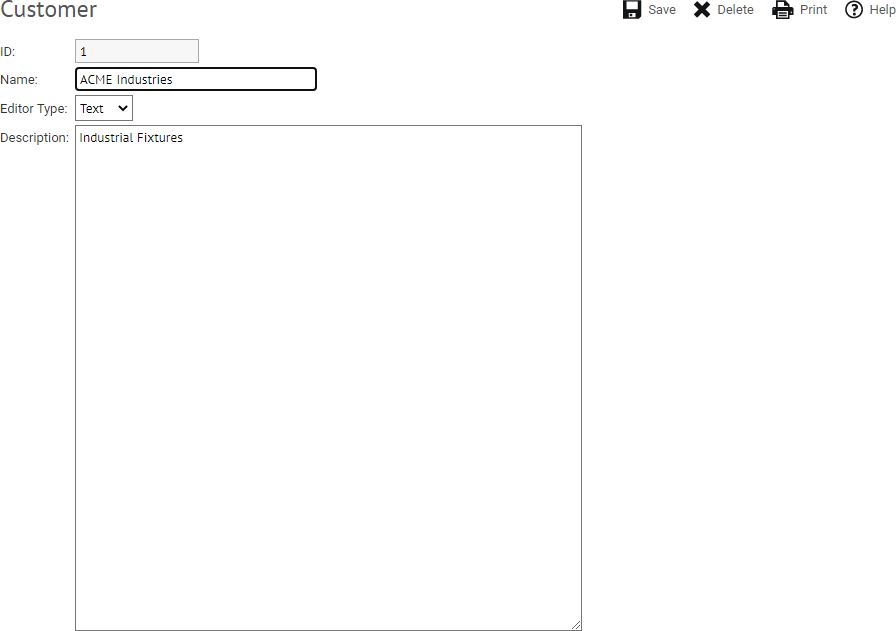 Customer
Save Delete Print Help
ID: 1
Name: ACME Industries
Editor Type: Text
Description: Industrial Fixtures